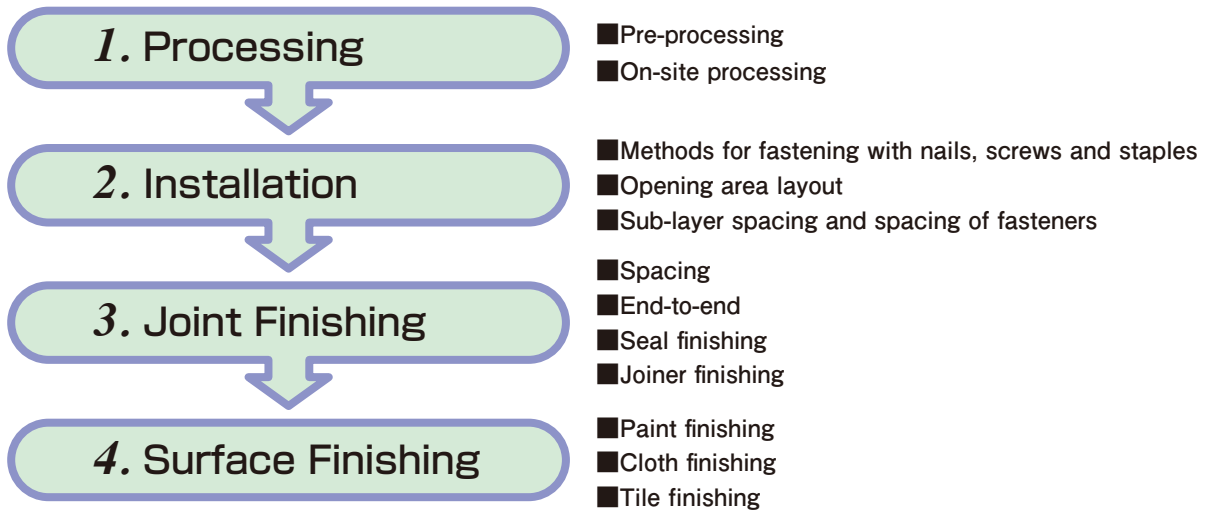 1. Processing
■Pre-processing
■On-site processing
2. Installation
■Methods for fastening with nails, screws and staples
■Opening area layout
■Sub-layer spacing and spacing of fasteners
3. Joint Finishing
■Spacing
■End-to-end
■Seal finishing
■Joiner finishing
4. Surface Finishing
■Paint finishing
■Cloth finishing
■Tile finishing